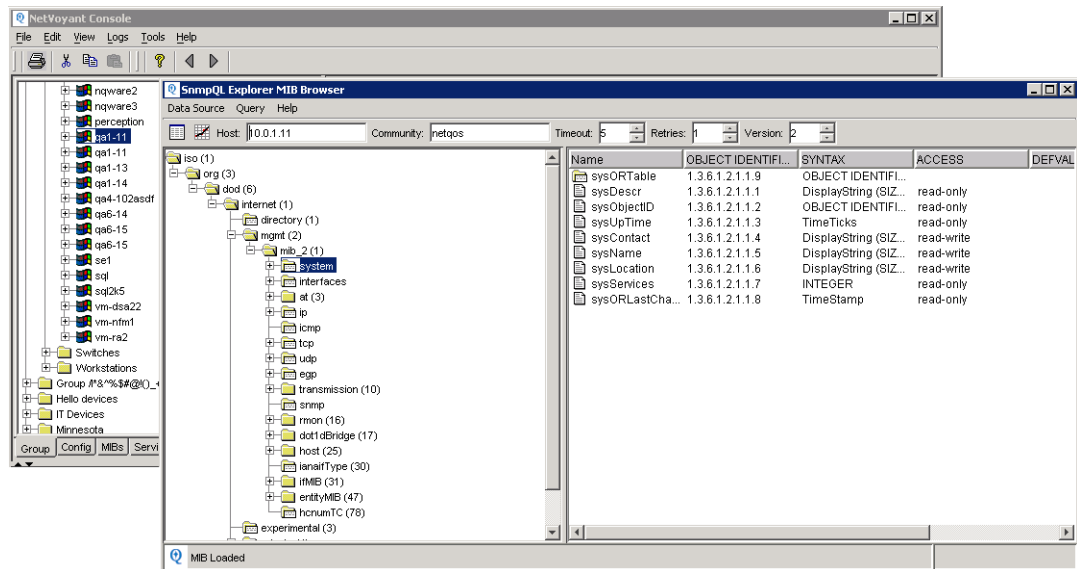 NetVoyant Console
File Edit View Logs Tools Help
nqware2
nqware3
perception
qa1-11
qa1-11
qa1-13
qa1-14
qa4-102asdf
qa6-14
qa6-15
qa6-15
se1
sql
sql2k5
vm-dsa22
vm-nfm1
vm-ra2
Switches
Workstations
Hello devices
IT Devices
Minnesota
Group Config MIBs Servi
SnmpQL Explorer MIB Browser
Data Source Query Help
Host: 10.0.1.11 Community: netqos Timeout: 5 Retries: 1 Version: 2
iso (1)
org (3)
dod (6)
internet (1)
directory (1)
mgmt (2)
mib_2 (1)
system
interfaces
at (3)
ip
icmp
tcp
udp
egp
transmission (10)
snmp
rmon (16)
dot1dBridge (17)
host (25)
ianaifType (30)
ifMIB (31)
entityMIB (47)
hcnumTC (78)
experimental (3)
Name OBJECT IDENTIFI... SYNTAX ACCESS DEFVAL
sysORTable 1.3.6.1.2.1.1.9 OBJECT IDENTIFI...
sysDescr 1.3.6.1.2.1.1.1 DisplayString (SIZ... read-only
sysObjectID 1.3.6.1.2.1.1.2 OBJECT IDENTIFI... read-only
sysUpTime 1.3.6.1.2.1.1.3 TimeTicks read-only
sysContact 1.3.6.1.2.1.1.4 DisplayString (SIZ... read-write
sysName 1.3.6.1.2.1.1.5 DisplayString (SIZ... read-write
sysLocation 1.3.6.1.2.1.1.6 DisplayString (SIZ... read-write
sysServices 1.3.6.1.2.1.1.7 INTEGER read-only
sysORLastCha... 1.3.6.1.2.1.1.8 TimeStamp read-only
MIB Loaded